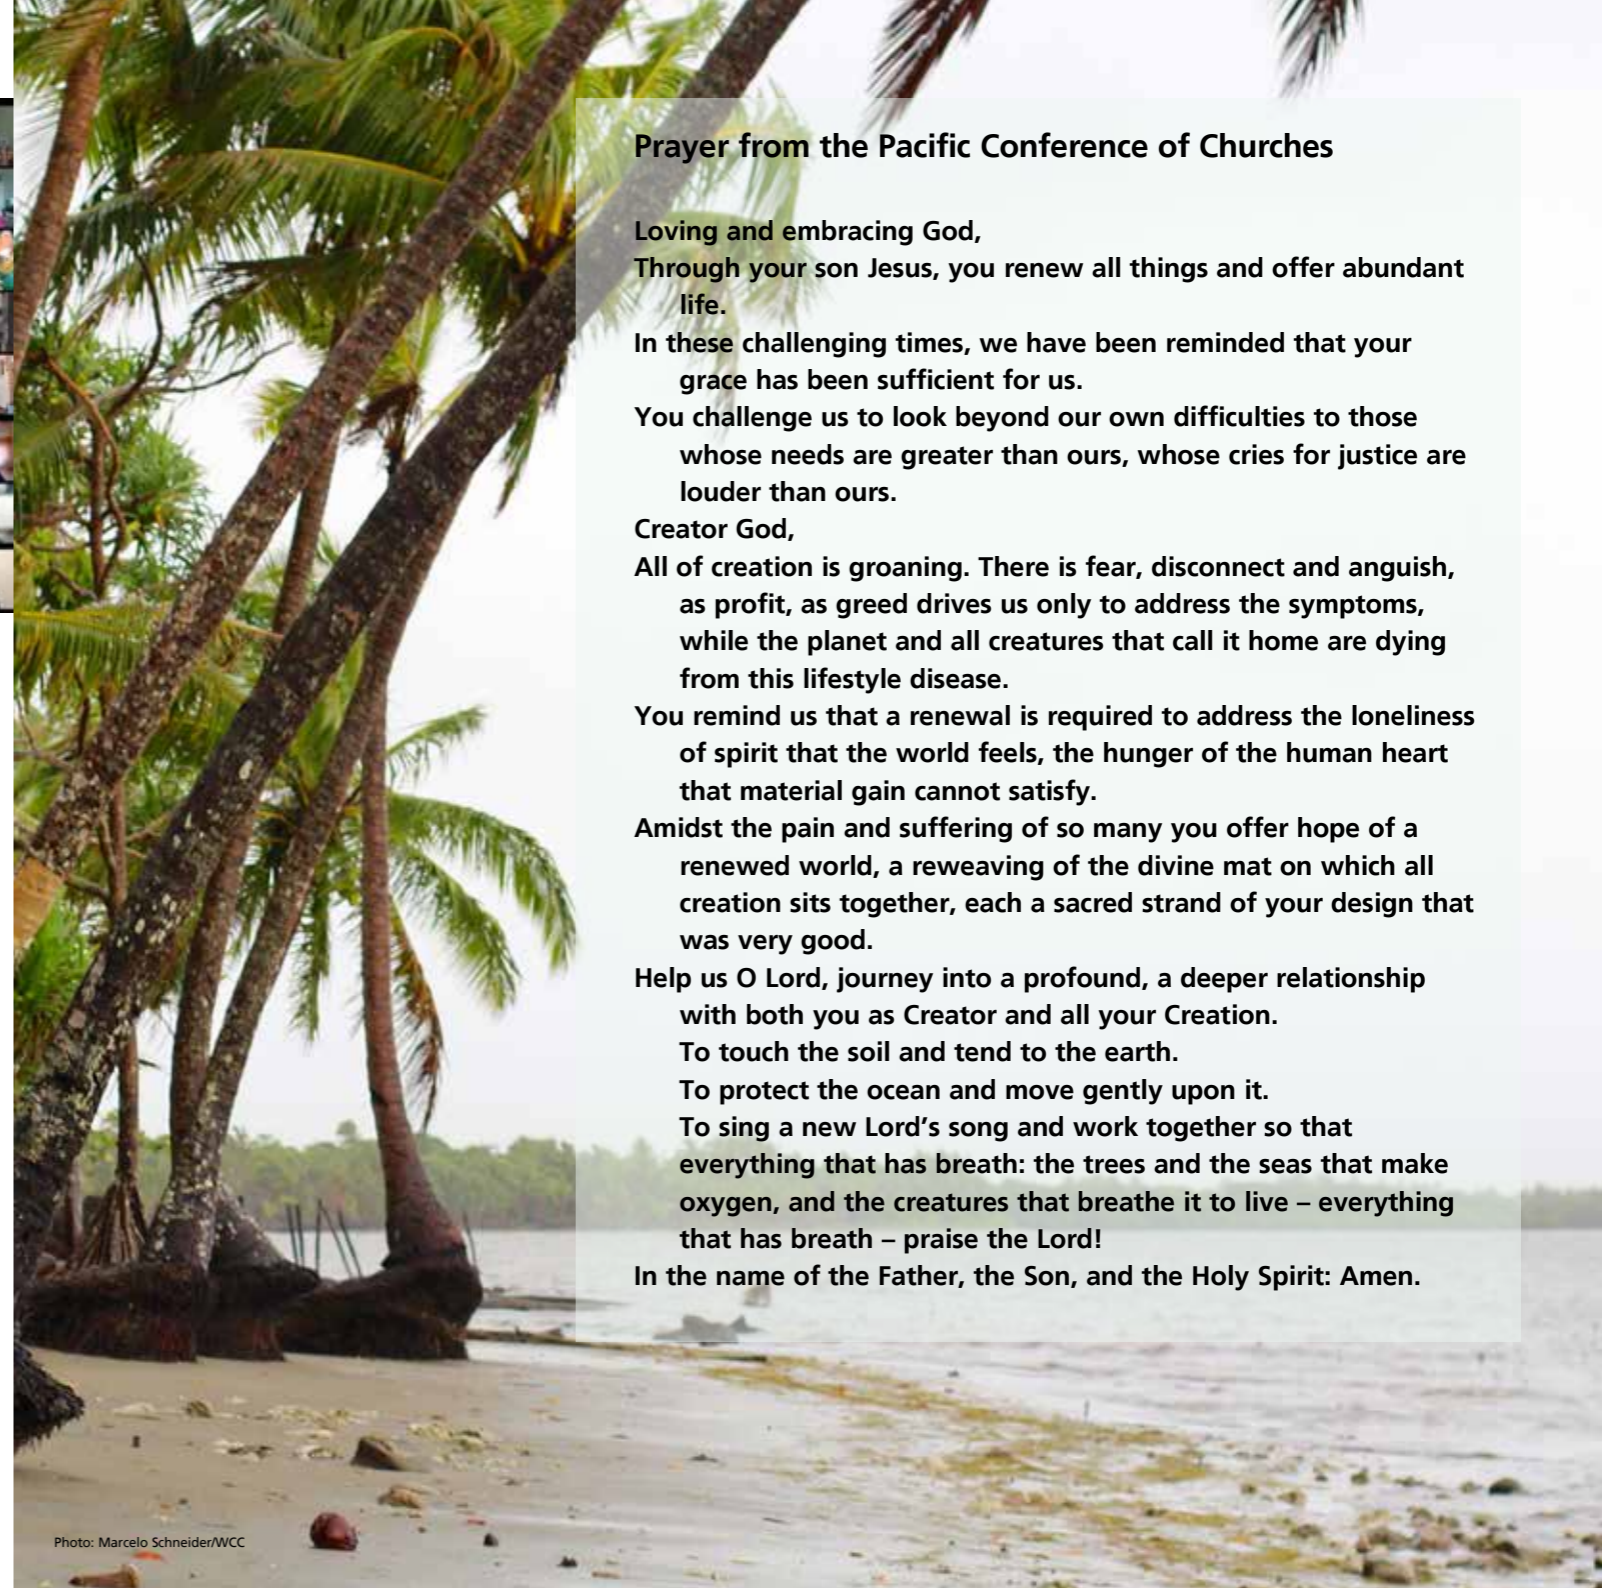 Prayer from the Pacific Conference of Churches
Loving and embracing God,
Through your son Jesus, you renew all things and offer abundant
life.
In these challenging times, we have been reminded that your
grace has been sufficient for us.
You challenge us to look beyond our own difficulties to those
whose needs are greater than ours, whose cries for justice are
louder than ours.
Creator God,
All of creation is groaning. There is fear, disconnect and anguish,
as profit, as greed drives us only to address the symptoms,
while the planet and all creatures that call it home are dying
from this lifestyle disease.
You remind us that a renewal is required to address the loneliness
of spirit that the world feels, the hunger of the human heart
that material gain cannot satisfy.
Amidst the pain and suffering of so many you offer hope of a
renewed world, a reweaving of the divine mat on which all
creation sits together, each a sacred strand of your design that
was very good.
Help us O Lord, journey into a profound, a deeper relationship
with both you as Creator and all your Creation.
To touch the soil and tend to the earth.
To protect the ocean and move gently upon it.
To sing a new Lord’s song and work together so that
everything that has breath: the trees and the seas that make
oxygen, and the creatures that breathe it to live – everything
that has breath – praise the Lord!
In the name of the Father, the Son, and the Holy Spirit: Amen.
Photo: Marcelo Schneider/WCC